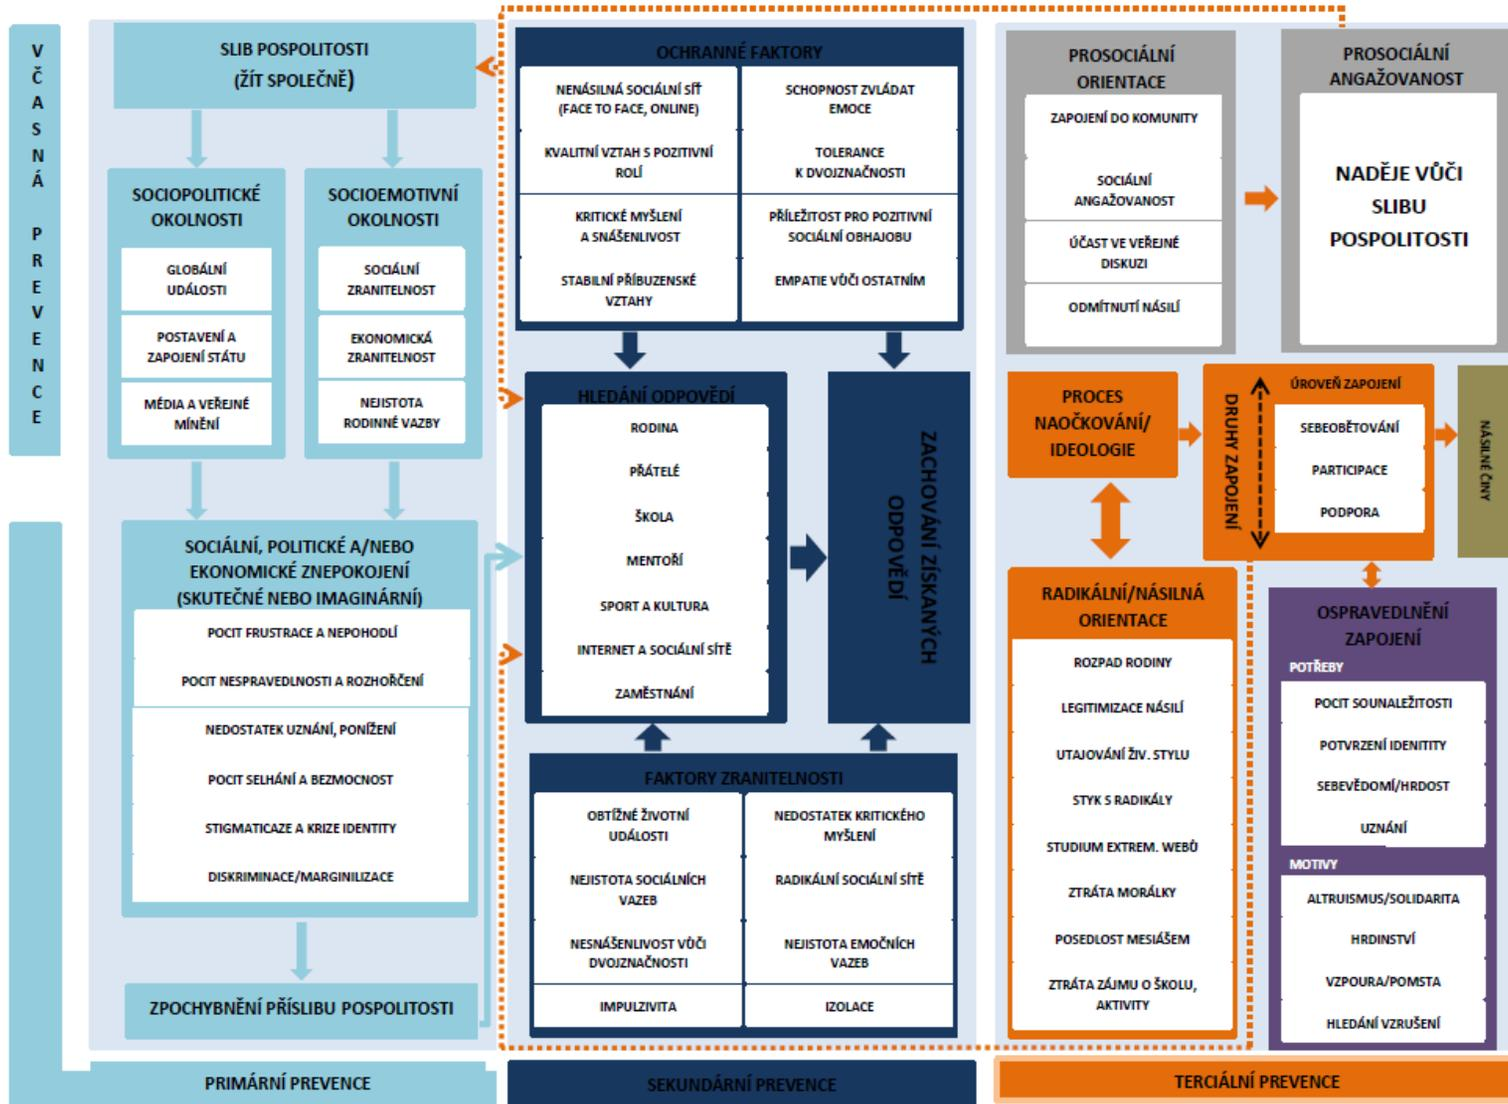 VČASNÁ PREVENCE
SLIB POSPOLITOSTI
(ŽÍT SPOLEČNĚ)
SOCIOPOLITICKÉ
OKOLNOSTI
GLOBÁLNÍ
UDÁLOSTI
POSTAVENÍ A
ZAPOJENÍ STÁTU
MÉDIA A VEŘEJNÉ
MÍNĚNÍ
SOCIOEMOTIVNÍ
OKOLNOSTI
SOCIÁLNÍ
ZRANITELNOST
EKONOMICKÁ
ZRANITELNOST
NEJISTOTA
RODINNÉ VAZBY
SOCIÁLNÍ, POLITICKÉ A/NEBO
EKONOMICKÉ ZNEPOKOJENÍ
(SKUTEČNÉ NEBO IMAGINÁRNÍ)
POCIT FRUSTRACE A NEPOHODLÍ
POCIT NESPRAVEDLNOSTI A ROZHOŘČENÍ
NEDOSTATEK UZNÁNÍ, PONÍŽENÍ
POCIT SELHÁNÍ A BEZMOCNOST
STIGMATICAZE A KRIZE IDENTITY
DISKRIMINACE/MARGINILIZACE
ZPOCHYBNĚNÍ PŘÍSLIBU POSPOLITOSTI
PRIMÁRNÍ PREVENCE
OCHRANNÉ FAKTORY
NENÁSILNÁ SOCIÁLNÍ SÍŤ
(FACE TO FACE, ONLINE)
KVALITNÍ VZTAH S POZITIVNÍ
ROLÍ
KRITICKÉ MYŠLENÍ
A SNÁŠENLIVOST
STABILNÍ PŘÍBUZENSKÉ
VZTAHY
SCHOPNOST ZVLÁDAT
EMOCE
TOLERANCE
K DVOJZNAČNOSTI
PŘÍLEŽITOST PRO POZITIVNÍ
SOCIÁLNÍ OBHAJOBU
EMPATIE VŮČI OSTATNÍM
HLEDÁNÍ ODPOVĚDÍ
RODINA
PŘÁTELÉ
ŠKOLA
MENTOŘÍ
SPORT A KULTURA
INTERNET A SOCIÁLNÍ SÍTĚ
ZAMĚSTNÁNÍ
ZACHOVÁNÍ ZÍSKANÝCH
ODPOVĚDÍ
FAKTORY ZRANITELNOSTI
OBTÍŽNÉ ŽIVOTNÍ
UDÁLOSTI
NEJISTOTA SOCIÁLNÍCH
VAZEB
NESNÁŠENLIVOST VŮČI
DVOJZNAČNOSTI
IMPULZIVITA
NEDOSTATEK KRITICKÉHO
MYŠLENÍ
RADIKÁLNÍ SOCIÁLNÍ SÍTĚ
NEJISTOTA EMOČNÍCH
VAZEB
IZOLACE
SEKUNDÁRNÍ PREVENCE
PROSOCIÁLNÍ
ORIENTACE
ZAPOJENÍ DO KOMUNITY
SOCIÁLNÍ
ANGAŽOVANOST
ÚČAST VE VEŘEJNÉ
DISKUZI
ODMÍTNUTÍ NÁSILÍ
PROSOCIÁLNÍ
ANGAŽOVANOST
NADĚJE VŮČI
SLIBU
POSPOLITOSTI
PROCES
NAOČKOVÁNÍ/
IDEOLOGIE
DRUHY ZAPOJENÍ
ÚROVEŇ ZAPOJENÍ
SEBEOBĚTOVÁNÍ
PARTICIPACE
PODPORA
NÁSILNÉ ČINY
RADIKÁLNÍ/NÁSILNÁ
ORIENTACE
ROZPAD RODINY
LEGITIMIZACE NÁSILÍ
UTAJOVÁNÍ ŽIV. STYLU
STYK S RADIKÁLY
STUDIUM EXTREM. WEBŮ
ZTRÁTA MORÁLKY
POSEDLOST MESIÁŠEM
ZTRÁTA ZÁJMU O ŠKOLU,
AKTIVITY
OSPRAVEDLNĚNÍ
ZAPOJENÍ
POTŘEBY
POCIT SOUNALEŽITOSTI
POTVRZENÍ IDENITITY
SEBEVĚDOMÍ/HRDOST
UZNÁNÍ
MOTIVY
ALTRUISMUS/SOLIDARITA
HRDINSTVÍ
VZPOURA/POMSTA
HLEDÁNÍ VZRUŠENÍ
TERCIÁLNÍ PREVENCE